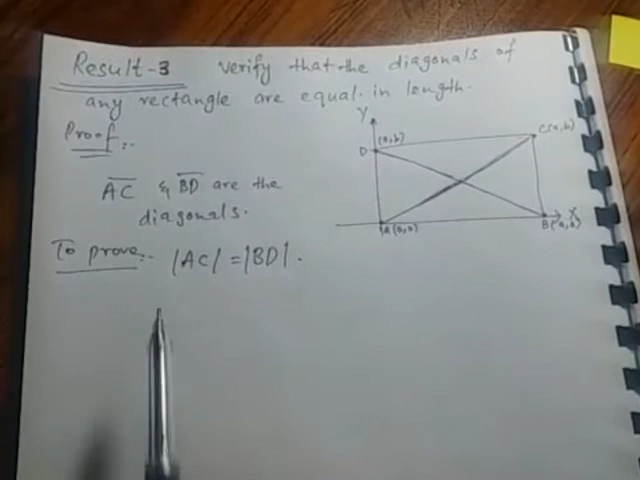 Result-3 Verify that the diagonals of
any rectangle are equal in length.
Proof:-
Y
D (0,b)
C(a,b)
A(0,0)
B(a,0)
X
AC & BD are the
diagonals.
To prove:- |AC| = |BD|.